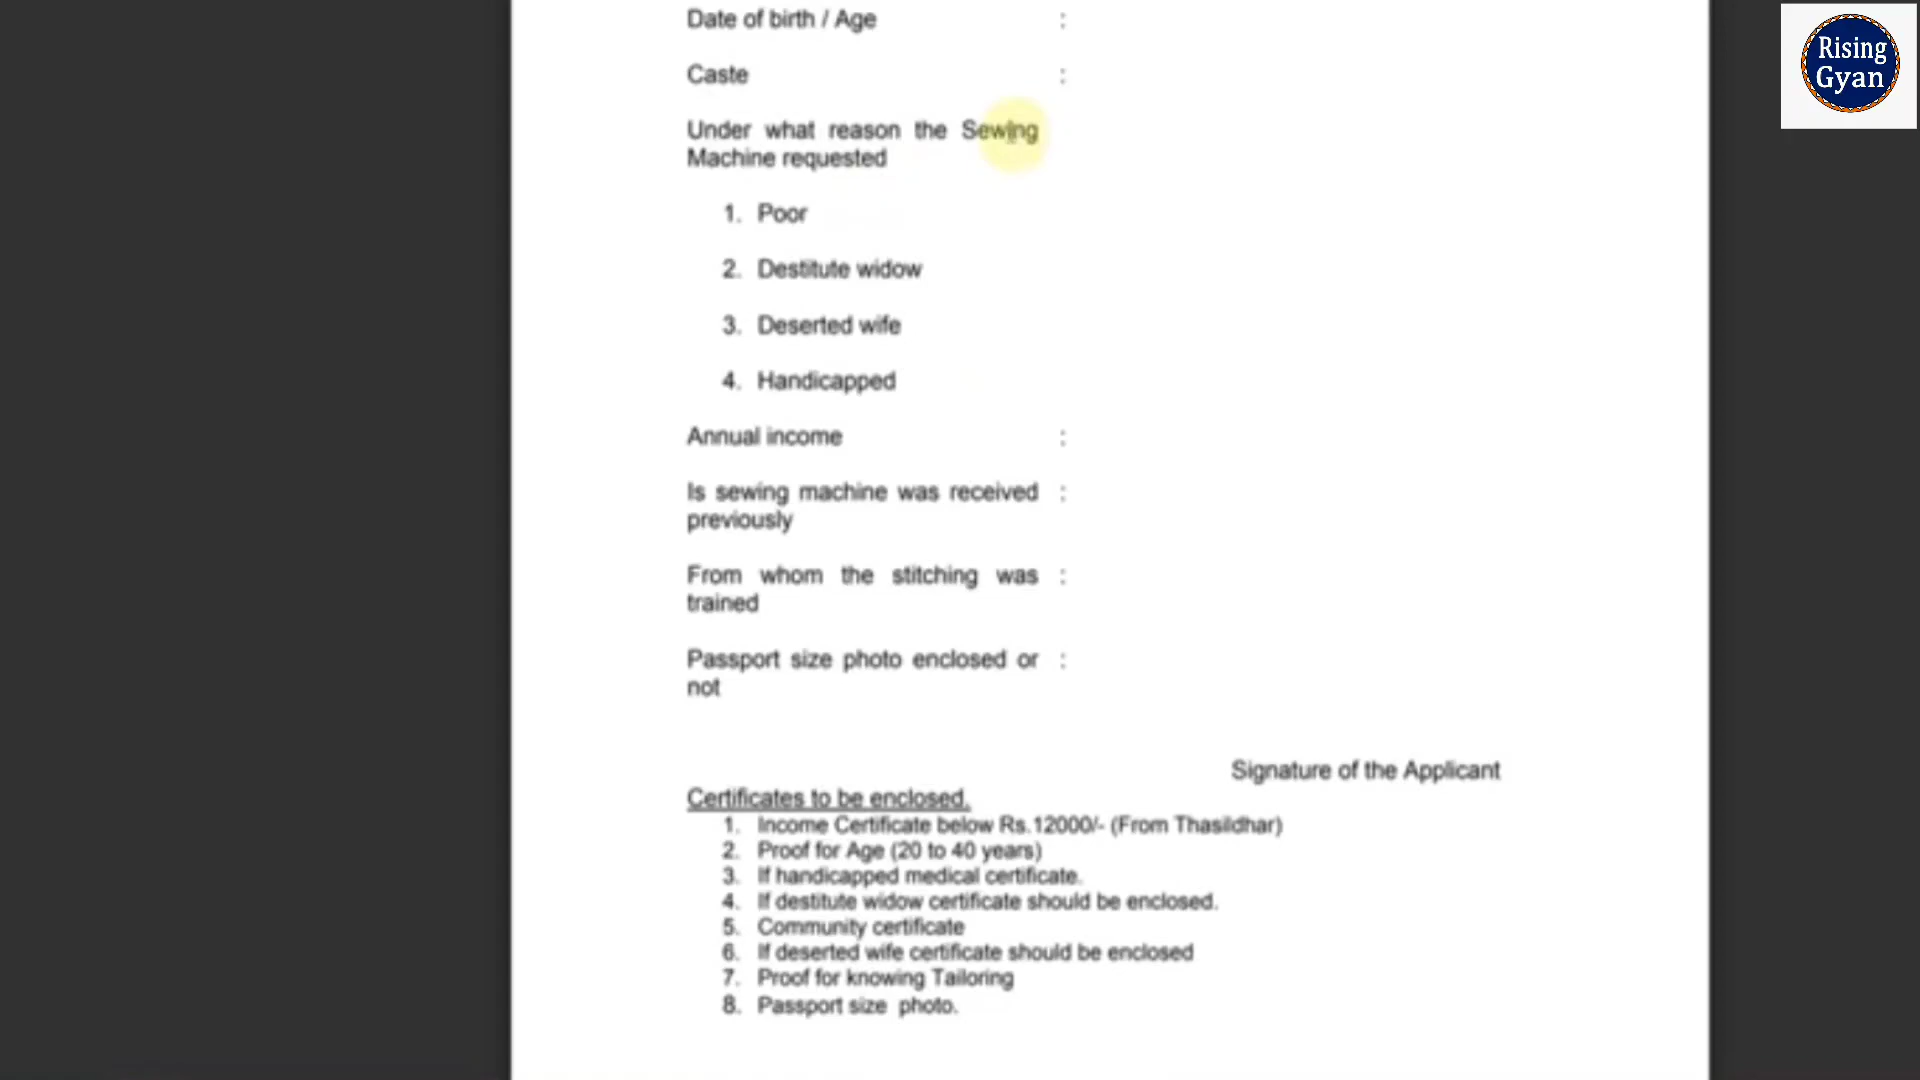 Date of birth / Age :
Caste :
Under what reason the Sewing
Machine requested
1. Poor
2. Destitute widow
3. Deserted wife
4. Handicapped
Annual income :
Is sewing machine was received :
previously
From whom the stitching was :
trained
Passport size photo enclosed or :
not
Signature of the Applicant
Certificates to be enclosed.
1. Income Certificate below Rs.12000/- (From Thasildhar)
2. Proof for Age (20 to 40 years)
3. If handicapped medical certificate.
4. If destitute widow certificate should be enclosed.
5. Community certificate
6. If deserted wife certificate should be enclosed
7. Proof for knowing Tailoring
8. Passport size photo.
Rising
Gyan